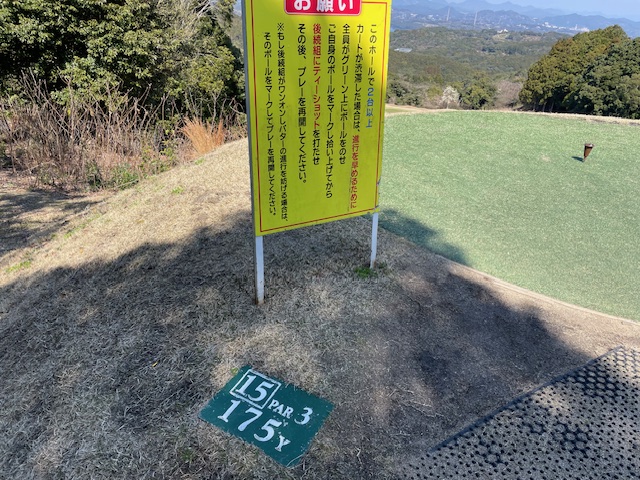 お願い
このホールで2台以上
カートが渋滞した場合は、進行を早めるために
全員がグリーン上にボールをのせ
ご自身のボールをマークし拾い上げてから
後続組にティーショットを打たせ
その後、プレーを再開してください。
※もし後続組がワンオンしパターの進行を妨げる場合は、
そのボールをマークしてプレーを再開してください。
15 PAR 3
175Y